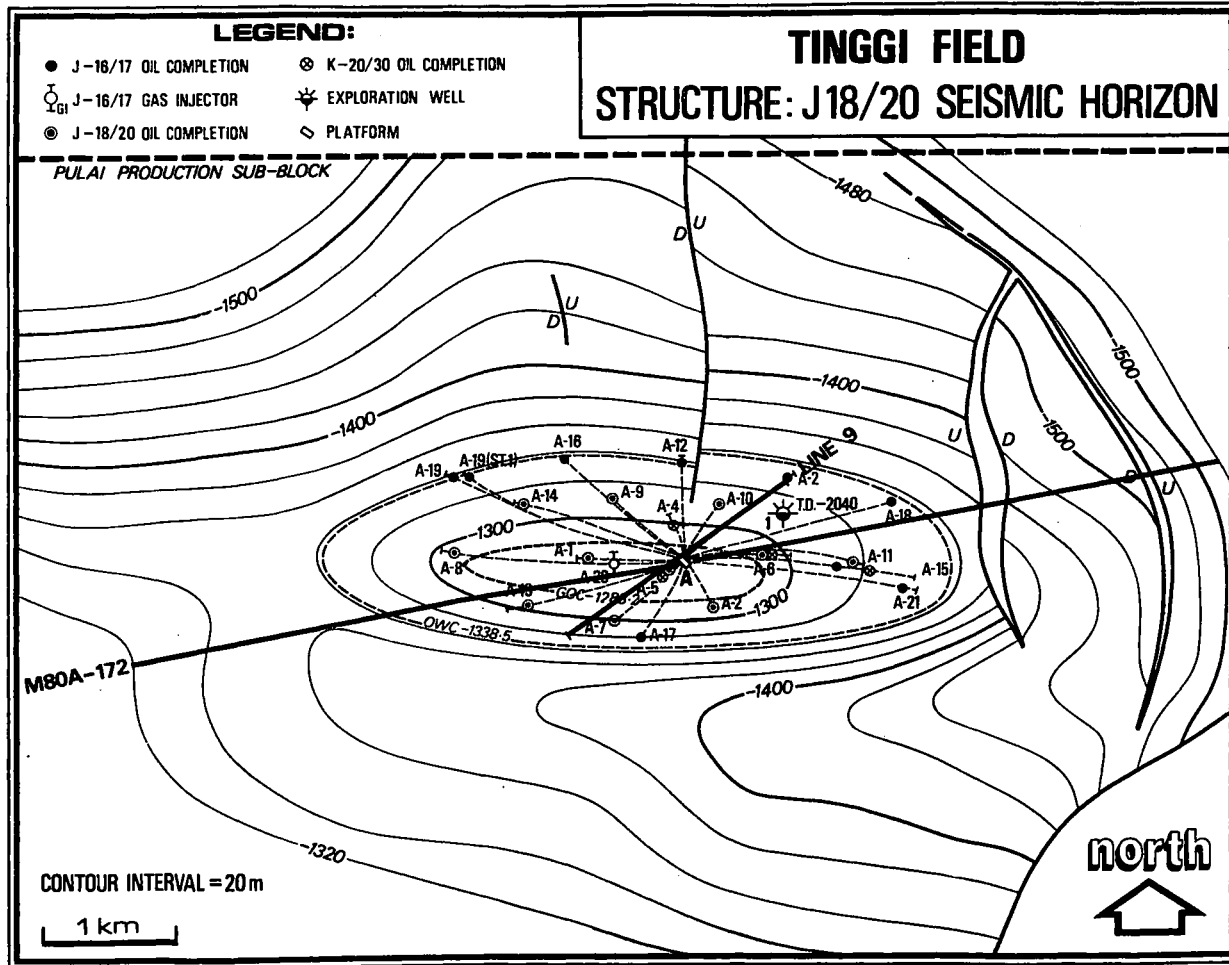 LEGEND:
J-16/17 OIL COMPLETION
GI J-16/17 GAS INJECTOR
J-18/20 OIL COMPLETION
K-20/30 OIL COMPLETION
EXPLORATION WELL
PLATFORM
TINGGI FIELD
STRUCTURE: J18/20 SEISMIC HORIZON
PULAI PRODUCTION SUB-BLOCK
-1480
D U
U
D
-1500
-1500
-1400
-1400
-1500
U D
D
U
A-16
A-12
LINE 9
A-19
A-19(ST.1)
A-2
A-14
A-9
A-10
T.D.-2040
A-4
1
A-18
-1300
A-1
A-11
A-8
A-20
A
A-6
A-15
A-5
A-21
GOC-1288
A-2
-1300
A-7
OWC-1338·5
A-17
M80A-172
-1400
-1320
CONTOUR INTERVAL = 20m
1 km
north